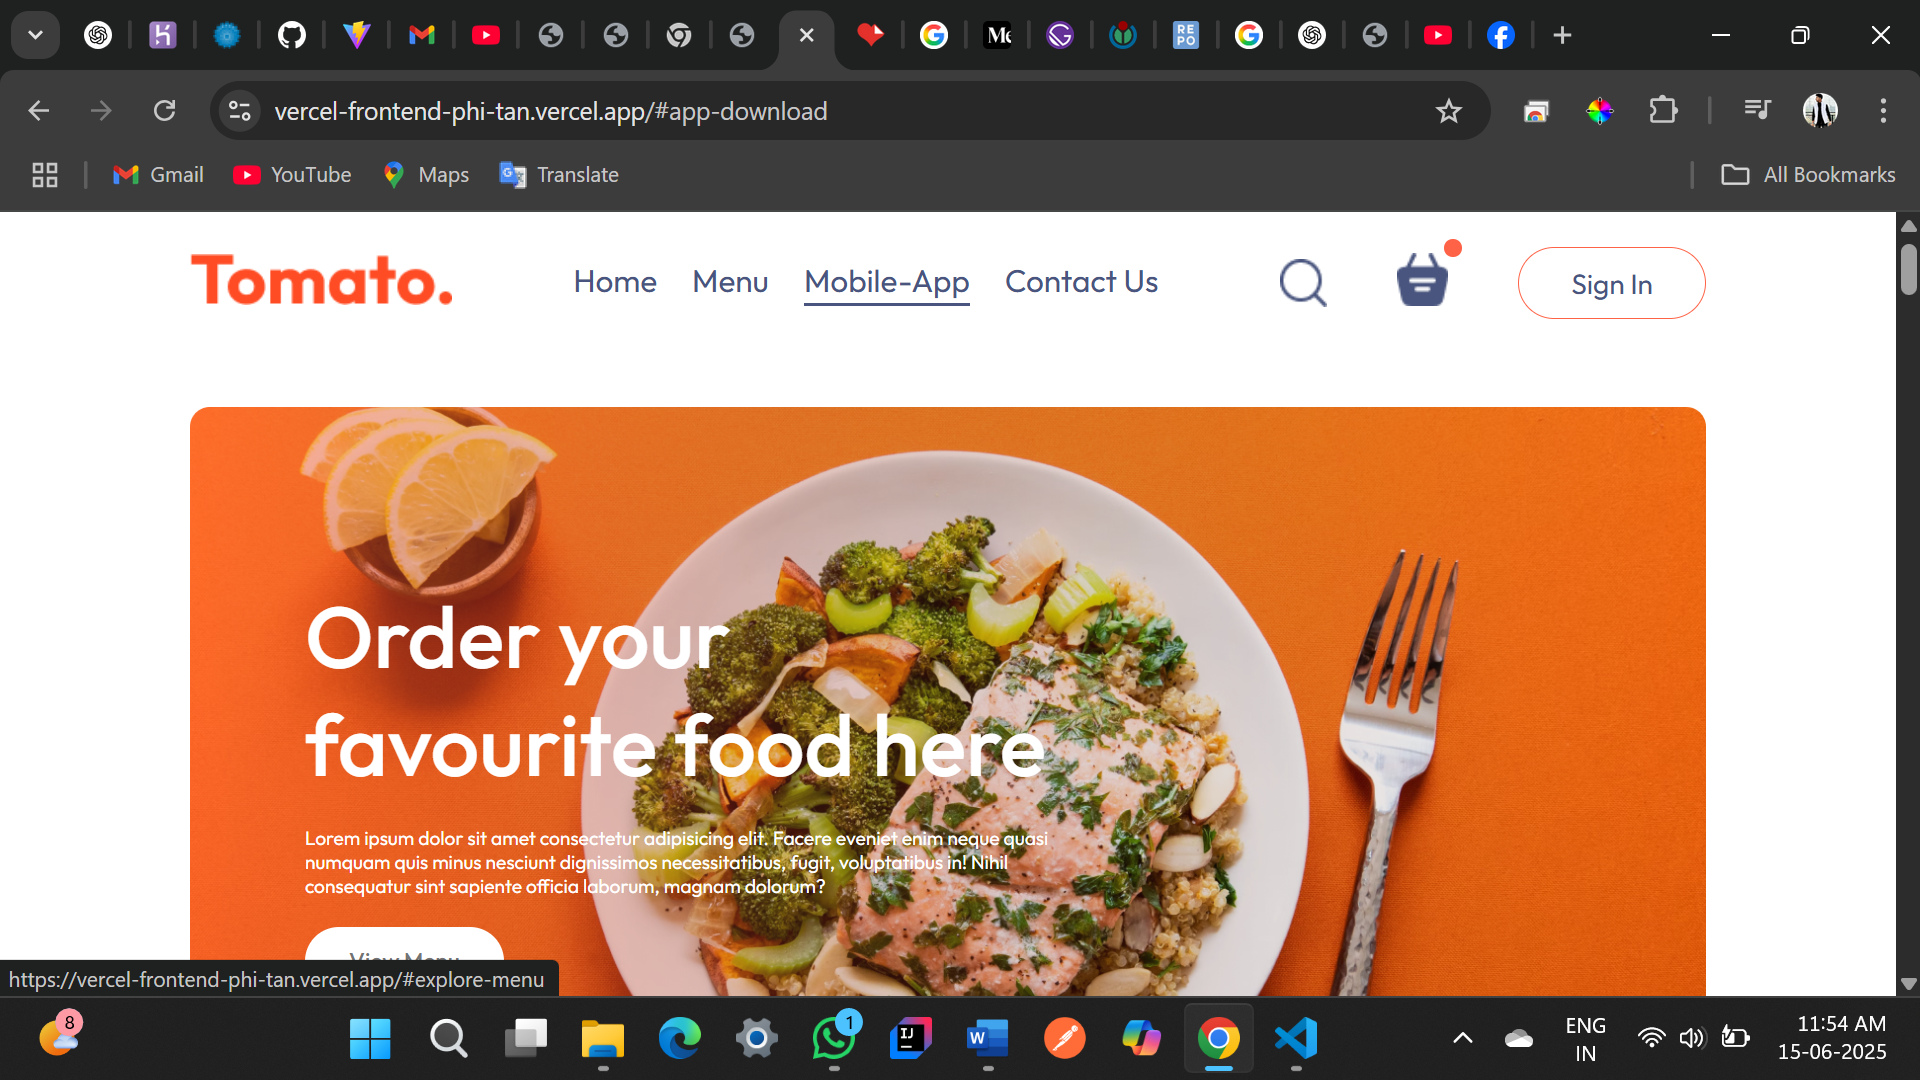 vercel-frontend-phi-tan.vercel.app/#app-download
Gmail
YouTube
Maps
Translate
All Bookmarks
Tomato.
Home
Menu
Mobile-App
Contact Us
Sign In
Order your
favourite food here
Lorem ipsum dolor sit amet consectetur adipisicing elit. Facere eveniet enim neque quasi
numquam quis minus nesciunt dignissimos necessitatibus, fugit, voluptatibus in! Nihil
consequatur sint sapiente officia laborum, magnam dolorum?
View Menu
https://vercel-frontend-phi-tan.vercel.app/#explore-menu
8
1
ENG
IN
11:54 AM
15-06-2025